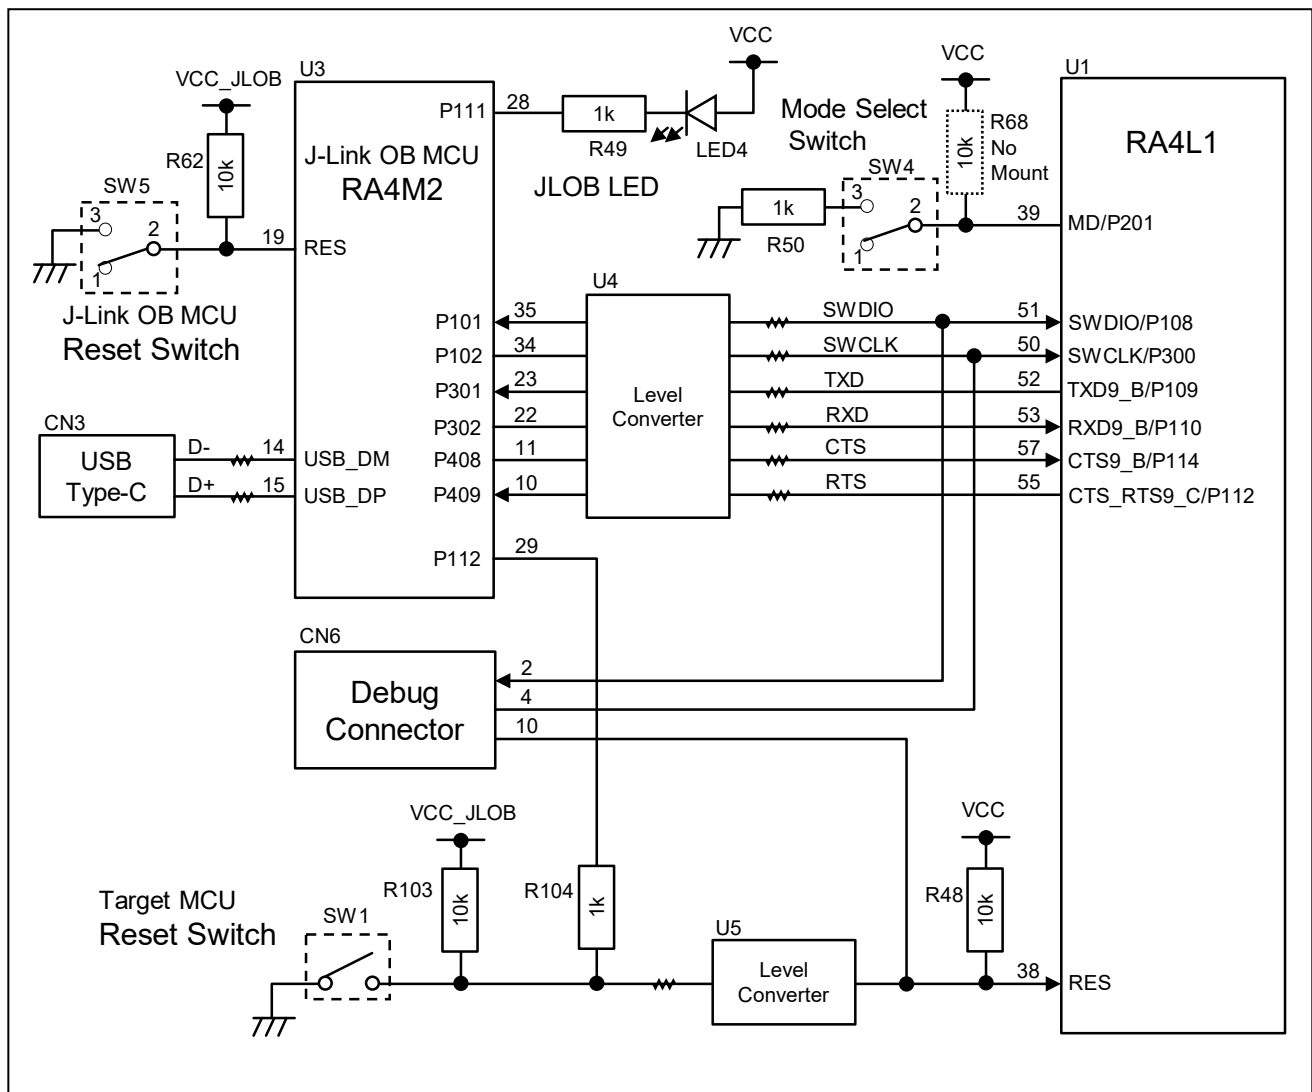 VCC
U3
VCC
U1
VCC_JLOB
P111
28
1k
R49
LED4
JLOB LED
Mode Select
Switch
R68
No
Mount
10k
RA4L1
R62
10k
J-Link OB MCU
RA4M2
SW5
3
2
1
19
RES
J-Link OB MCU
Reset Switch
SW4
3
2
1
1k
R50
39
MD/P201
U4
Level
Converter
P101
35
SWDIO
51
SWDIO/P108
P102
34
SWCLK
50
SWCLK/P300
P301
23
TXD
52
TXD9_B/P109
P302
22
RXD
53
RXD9_B/P110
P408
11
CTS
57
CTS9_B/P114
P409
10
RTS
55
CTS_RTS9_C/P112
CN3
USB
Type-C
D-
14
USB_DM
D+
15
USB_DP
P112
29
CN6
Debug
Connector
2
4
10
VCC_JLOB
VCC
R103
10k
R104
1k
R48
10k
Target MCU
Reset Switch
SW1
U5
Level
Converter
38
RES